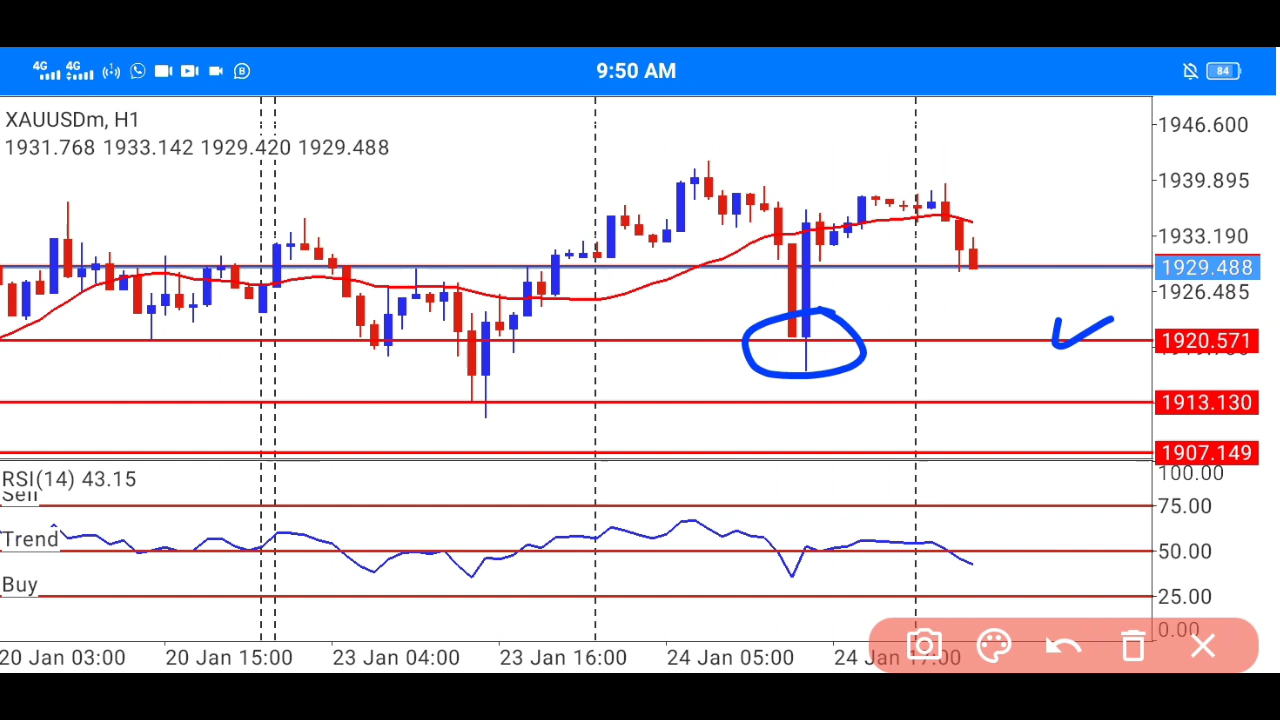 4G 4G 9:50 AM 84
XAUUSDm, H1
1931.768 1933.142 1929.420 1929.488
1946.600
1939.895
1933.190
1929.488
1926.485
1920.571
1913.130
1907.149
RSI(14) 43.15
100.00
Sell
75.00
Trend
50.00
Buy
25.00
0.00
20 Jan 03:00 20 Jan 15:00 23 Jan 04:00 23 Jan 16:00 24 Jan 05:00 24 Jan 17:00